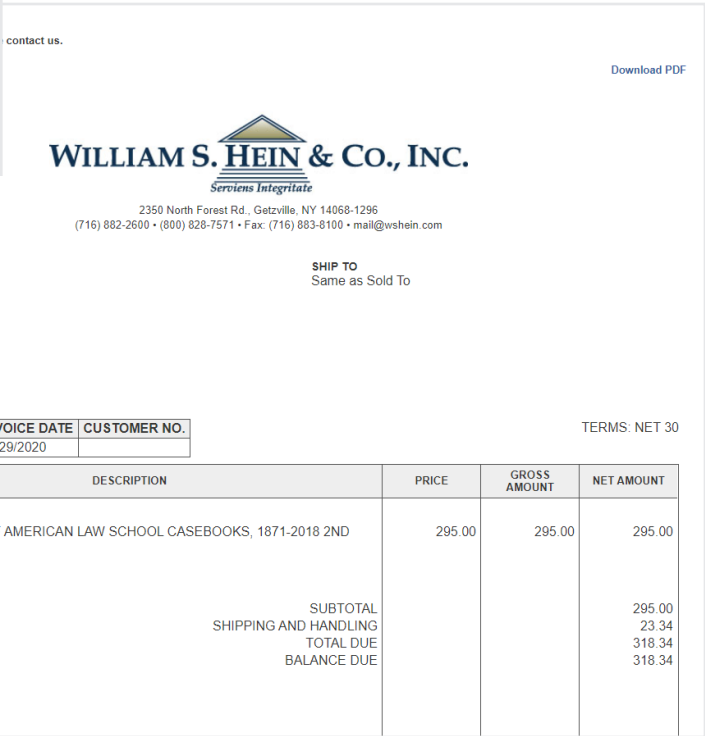 contact us.
Download PDF
WILLIAM S. HEIN & CO., INC.
Serviens Integritate
2350 North Forest Rd., Getzville, NY 14068-1296
(716) 882-2600 • (800) 828-7571 • Fax: (716) 883-8100 • mail@wshein.com
SHIP TO
Same as Sold To
VOICE DATE CUSTOMER NO. TERMS: NET 30
29/2020
DESCRIPTION PRICE GROSS AMOUNT NET AMOUNT
AMERICAN LAW SCHOOL CASEBOOKS, 1871-2018 2ND 295.00 295.00 295.00
SUBTOTAL 295.00
SHIPPING AND HANDLING 23.34
TOTAL DUE 318.34
BALANCE DUE 318.34